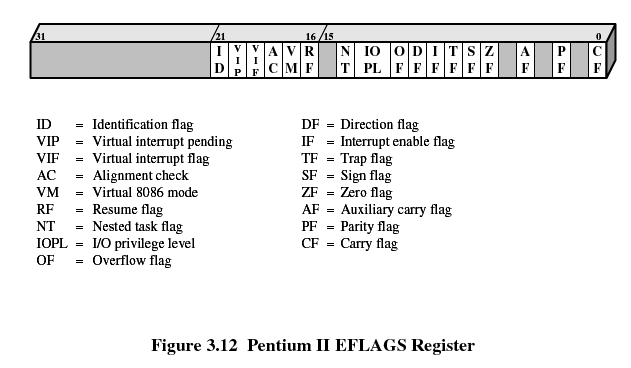 31 21 16 15 0
I D V I P V I F A C V M R F N T IO PL O F D F I F T F S F Z F A F P F C F
ID = Identification flag
VIP = Virtual interrupt pending
VIF = Virtual interrupt flag
AC = Alignment check
VM = Virtual 8086 mode
RF = Resume flag
NT = Nested task flag
IOPL = I/O privilege level
OF = Overflow flag
DF = Direction flag
IF = Interrupt enable flag
TF = Trap flag
SF = Sign flag
ZF = Zero flag
AF = Auxiliary carry flag
PF = Parity flag
CF = Carry flag
Figure 3.12 Pentium II EFLAGS Register